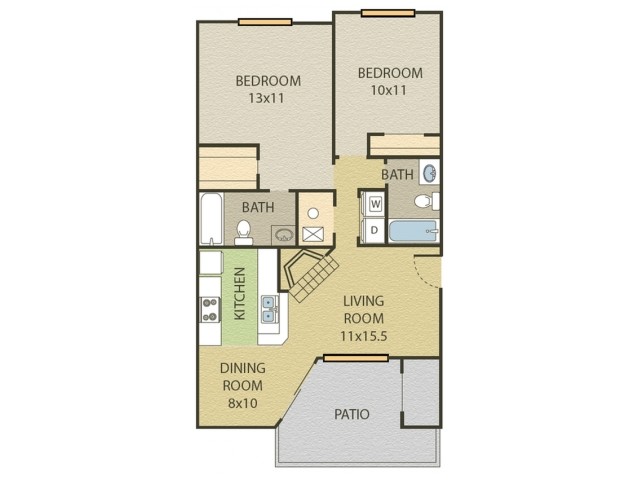 BEDROOM
13x11
BEDROOM
10x11
BATH
BATH
W
D
KITCHEN
LIVING
ROOM
11x15.5
DINING
ROOM
8x10
PATIO